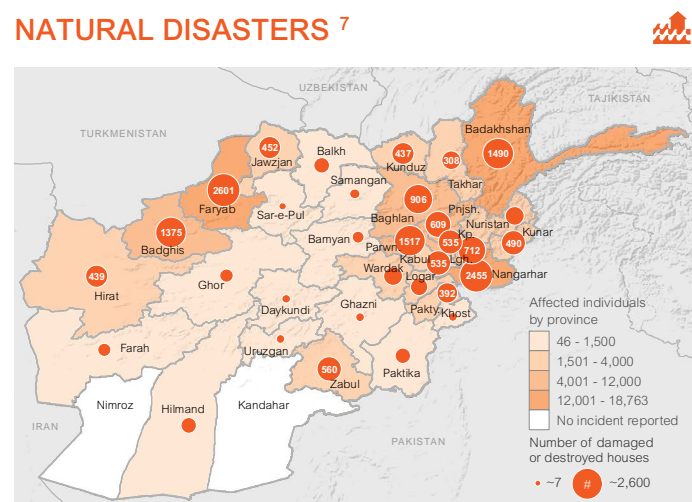 NATURAL DISASTERS 7
UZBEKISTAN
TAJIKISTAN
TURKMENISTAN
Badakhshan
1490
452
Jawzjan
Balkh
437
Kunduz
308
Takhar
Samangan
2601
Faryab
906
Baghlan
Sar-e-Pul
Pnjsh.
Nuristan
609
Kunar
490
1375
Badghis
Bamyan
Parwn.
1517
535
Kp.
712
Kabul
Lgh.
535
2455
Nangarhar
439
Hirat
Wardak
Logar
Ghor
392
Daykundi
Ghazni
Pakty
Khost
Uruzgan
Farah
560
Zabul
Paktika
Nimroz
Hilmand
Kandahar
IRAN
PAKISTAN
Affected individuals
by province
46 - 1,500
1,501 - 4,000
4,001 - 12,000
12,001 - 18,763
No incident reported
Number of damaged
or destroyed houses
~7
#
~2,600